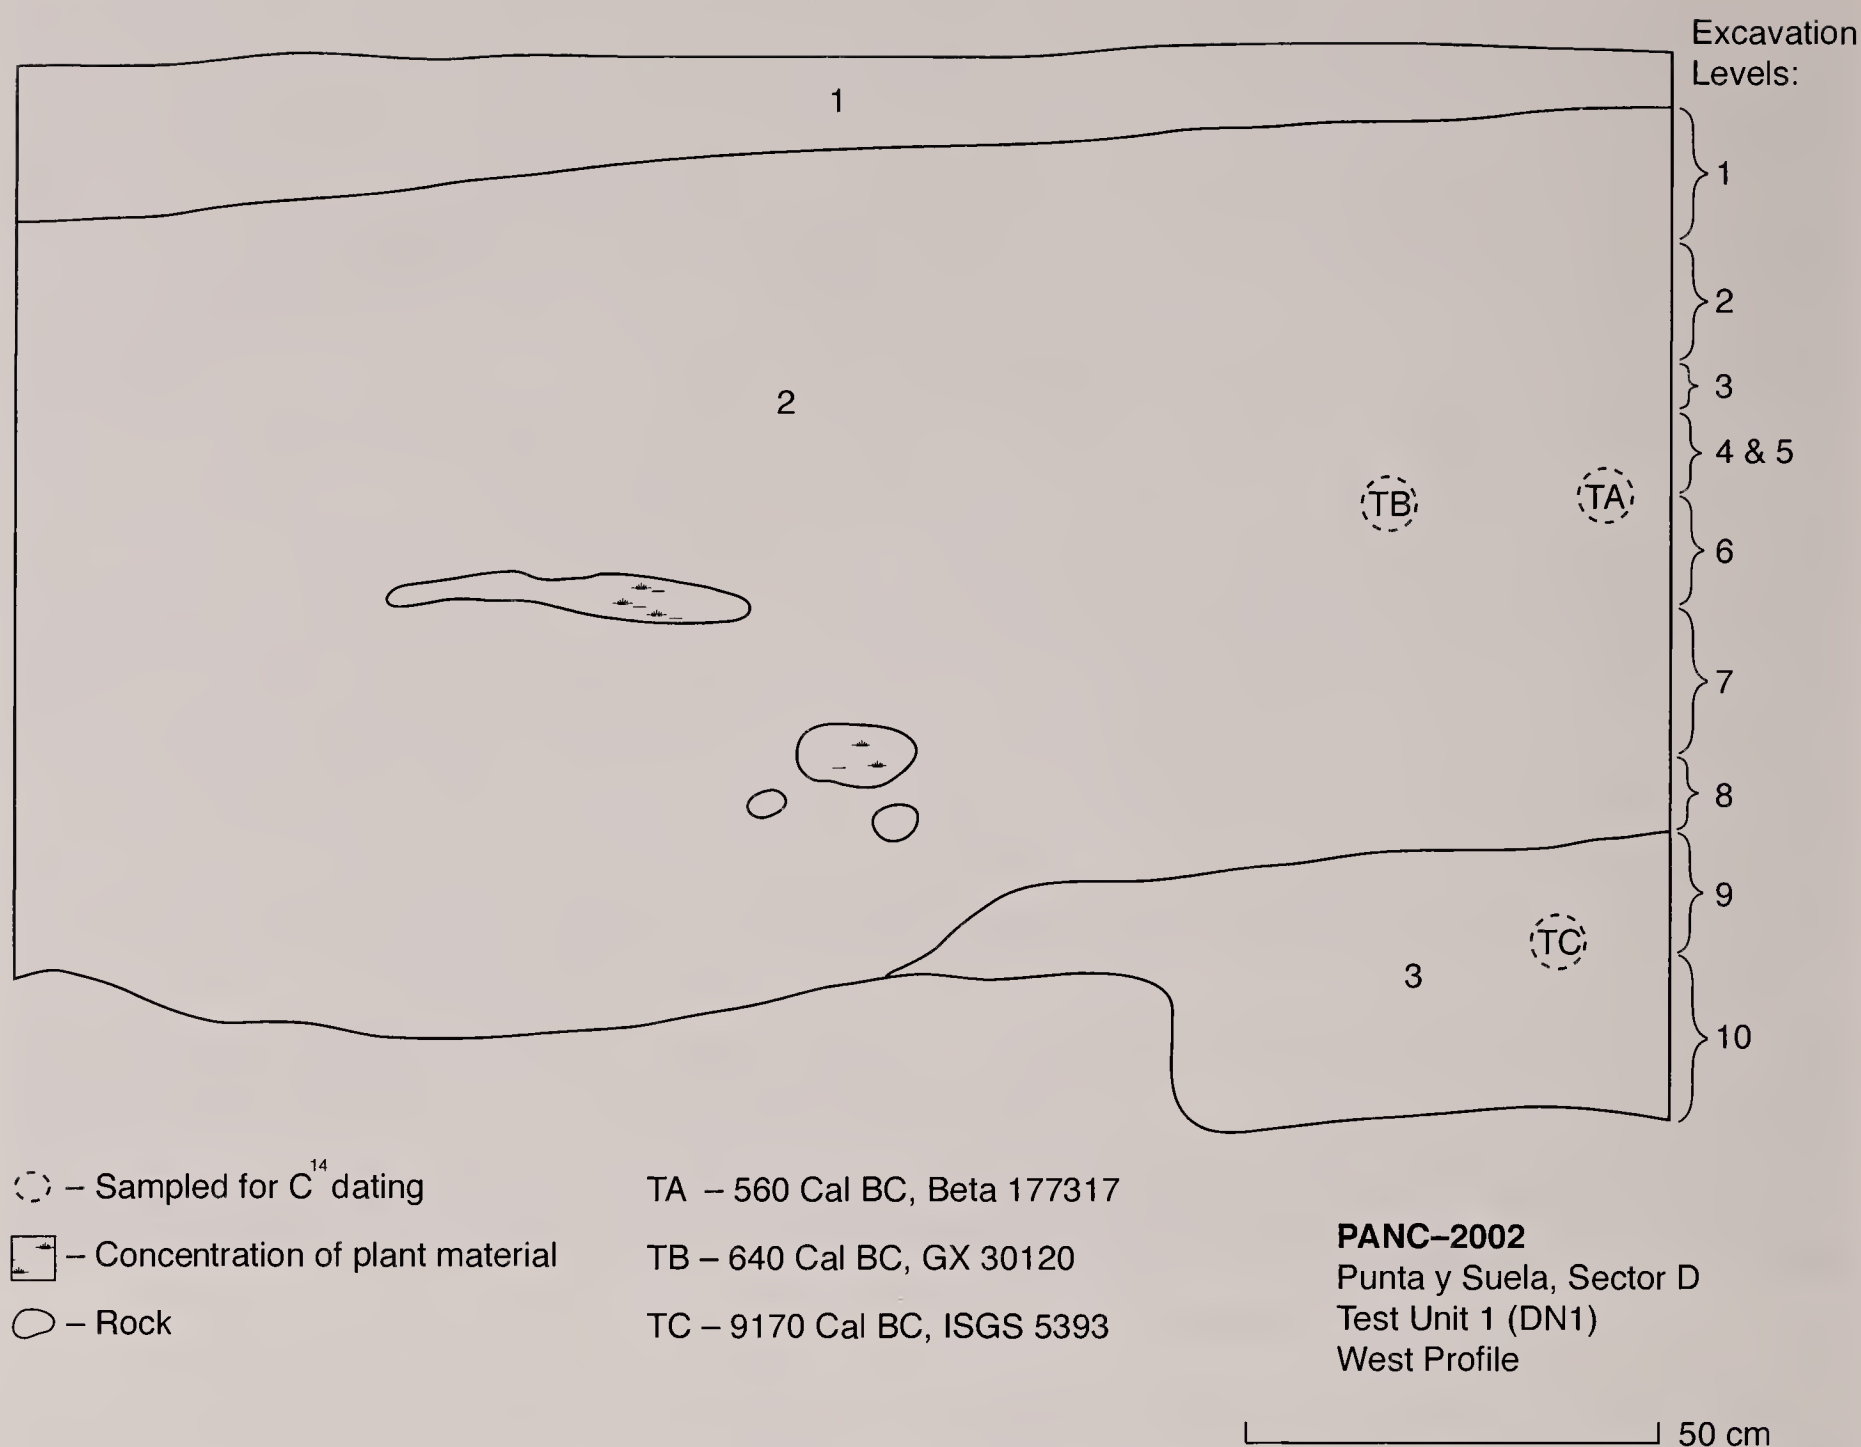 Excavation
Levels:
1
1
2
2
3
4 & 5
TB
TA
6
7
8
9
TC
3
10
– Sampled for C14 dating
– Concentration of plant material
– Rock
TA – 560 Cal BC, Beta 177317
TB – 640 Cal BC, GX 30120
TC – 9170 Cal BC, ISGS 5393
PANC–2002
Punta y Suela, Sector D
Test Unit 1 (DN1)
West Profile
50 cm